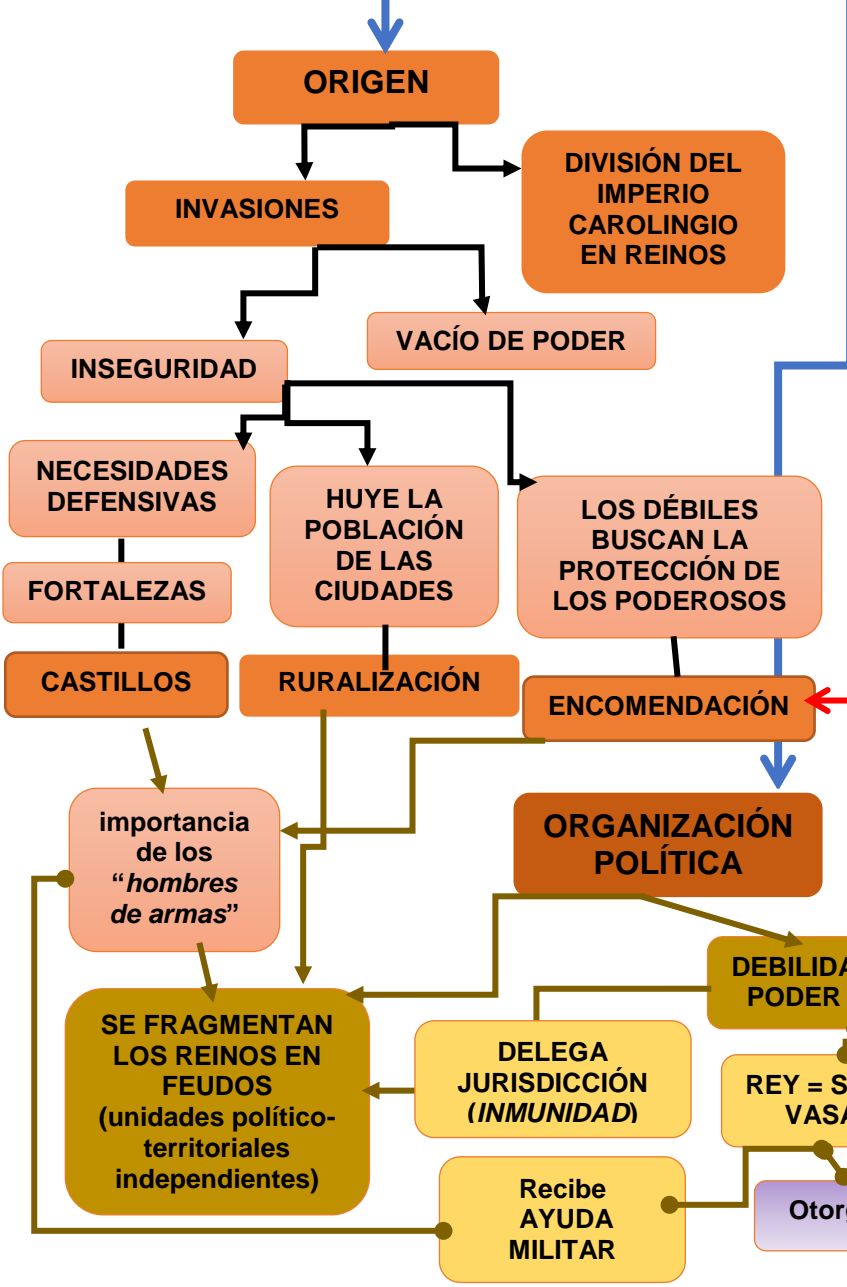 ORIGEN
DIVISIÓN DEL
IMPERIO
CAROLINGIO
EN REINOS
INVASIONES
VACÍO DE PODER
INSEGURIDAD
NECESIDADES
DEFENSIVAS
HUYE LA
POBLACIÓN
DE LAS
CIUDADES
LOS DÉBILES
BUSCAN LA
PROTECCIÓN DE
LOS PODEROSOS
FORTALEZAS
CASTILLOS
RURALIZACIÓN
ENCOMENDACIÓN
importancia
de los
“hombres
de armas”
ORGANIZACIÓN
POLÍTICA
PODER
SE FRAGMENTAN
LOS REINOS EN
FEUDOS
(unidades político-
territoriales
independientes)
DELEGA
JURISDICCIÓN
(INMUNIDAD)
REY =
Recibe
AYUDA
MILITAR